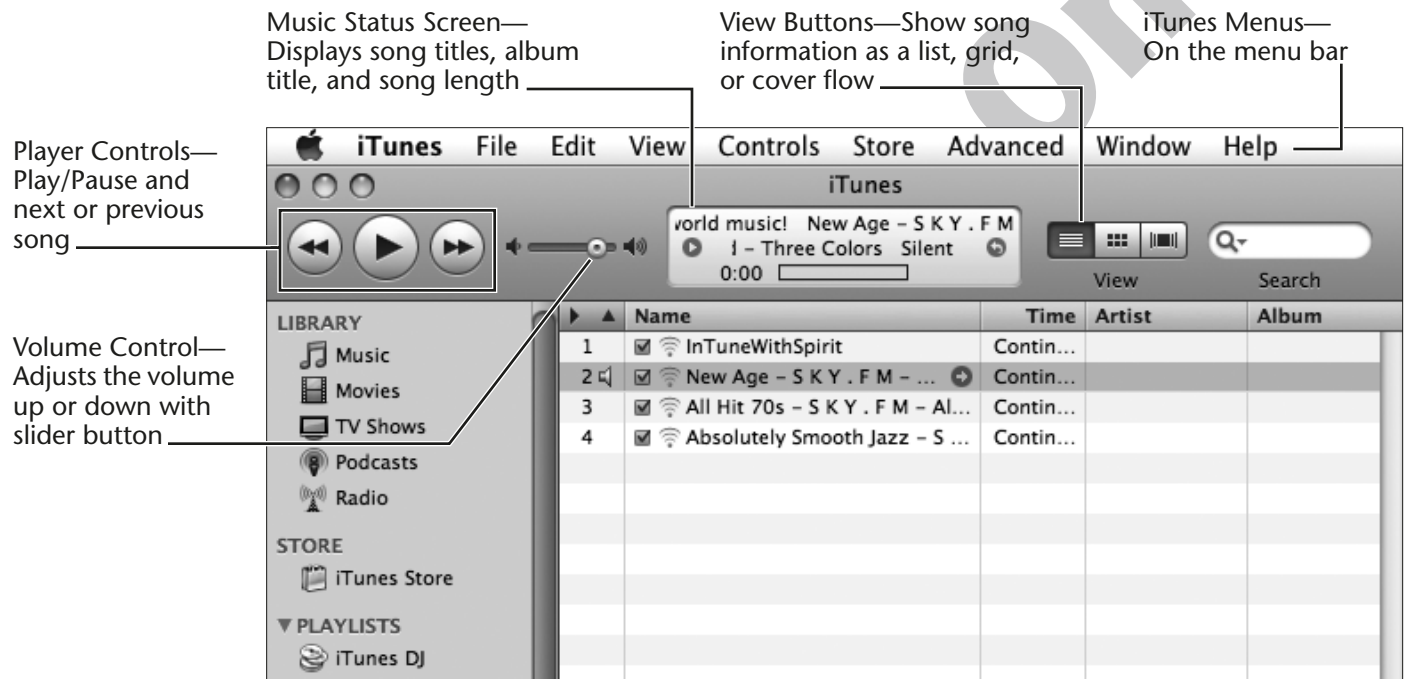 Music Status Screen—
Displays song titles, album
title, and song length
View Buttons—Show song
information as a list, grid,
or cover flow
iTunes Menus—
On the menu bar
Player Controls—
Play/Pause and
next or previous
song
Volume Control—
Adjusts the volume
up or down with
slider button
iTunes File Edit View Controls Store Advanced Window Help
iTunes
world music! New Age – S K Y . F M
– Three Colors Silent
0:00
View
Search
LIBRARY
Music
Movies
TV Shows
Podcasts
Radio
STORE
iTunes Store
PLAYLISTS
iTunes DJ
Name Time Artist Album
1 InTuneWithSpirit Contin...
2 New Age – S K Y . F M – ... Contin...
3 All Hit 70s – S K Y . F M – Al... Contin...
4 Absolutely Smooth Jazz – S ... Contin...